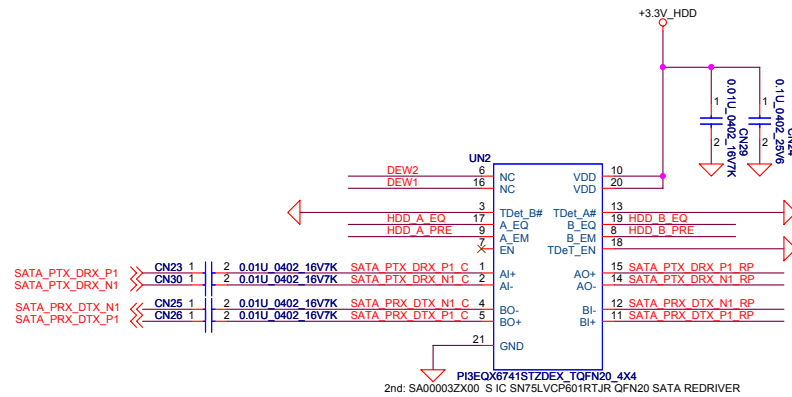 +3.3V_HDD
1
2
0.01U_0402_16V7K
CN29
1
2
0.1U_0402_25V6
CN24
UN2
DEW2 6 NC VDD 10
DEW1 16 NC VDD 20
3 TDet_B# TDet_A# 13
HDD_A_EQ 17 A_EQ B_EQ 19 HDD_B_EQ
HDD_A_PRE 9 A_EM B_EM 8 HDD_B_PRE
7 EN TDeT_EN 18
SATA_PTX_DRX_P1 CN23 1 2 0.01U_0402_16V7K SATA_PTX_DRX_P1_C 1 AI+ AO+ 15 SATA_PTX_DRX_P1_RP
SATA_PTX_DRX_N1 CN30 1 2 0.01U_0402_16V7K SATA_PTX_DRX_N1_C 2 AI- AO- 14 SATA_PTX_DRX_N1_RP
SATA_PRX_DTX_N1 CN25 1 2 0.01U_0402_16V7K SATA_PRX_DTX_N1_C 4 BO- BI- 12 SATA_PRX_DTX_N1_RP
SATA_PRX_DTX_P1 CN26 1 2 0.01U_0402_16V7K SATA_PRX_DTX_P1_C 5 BO+ BI+ 11 SATA_PRX_DTX_P1_RP
21 GND
PI3EQX6741STZDEX_TQFN20_4X4
2nd: SA00003ZX00 S IC SN75LVCP601RTJR QFN20 SATA REDRIVER